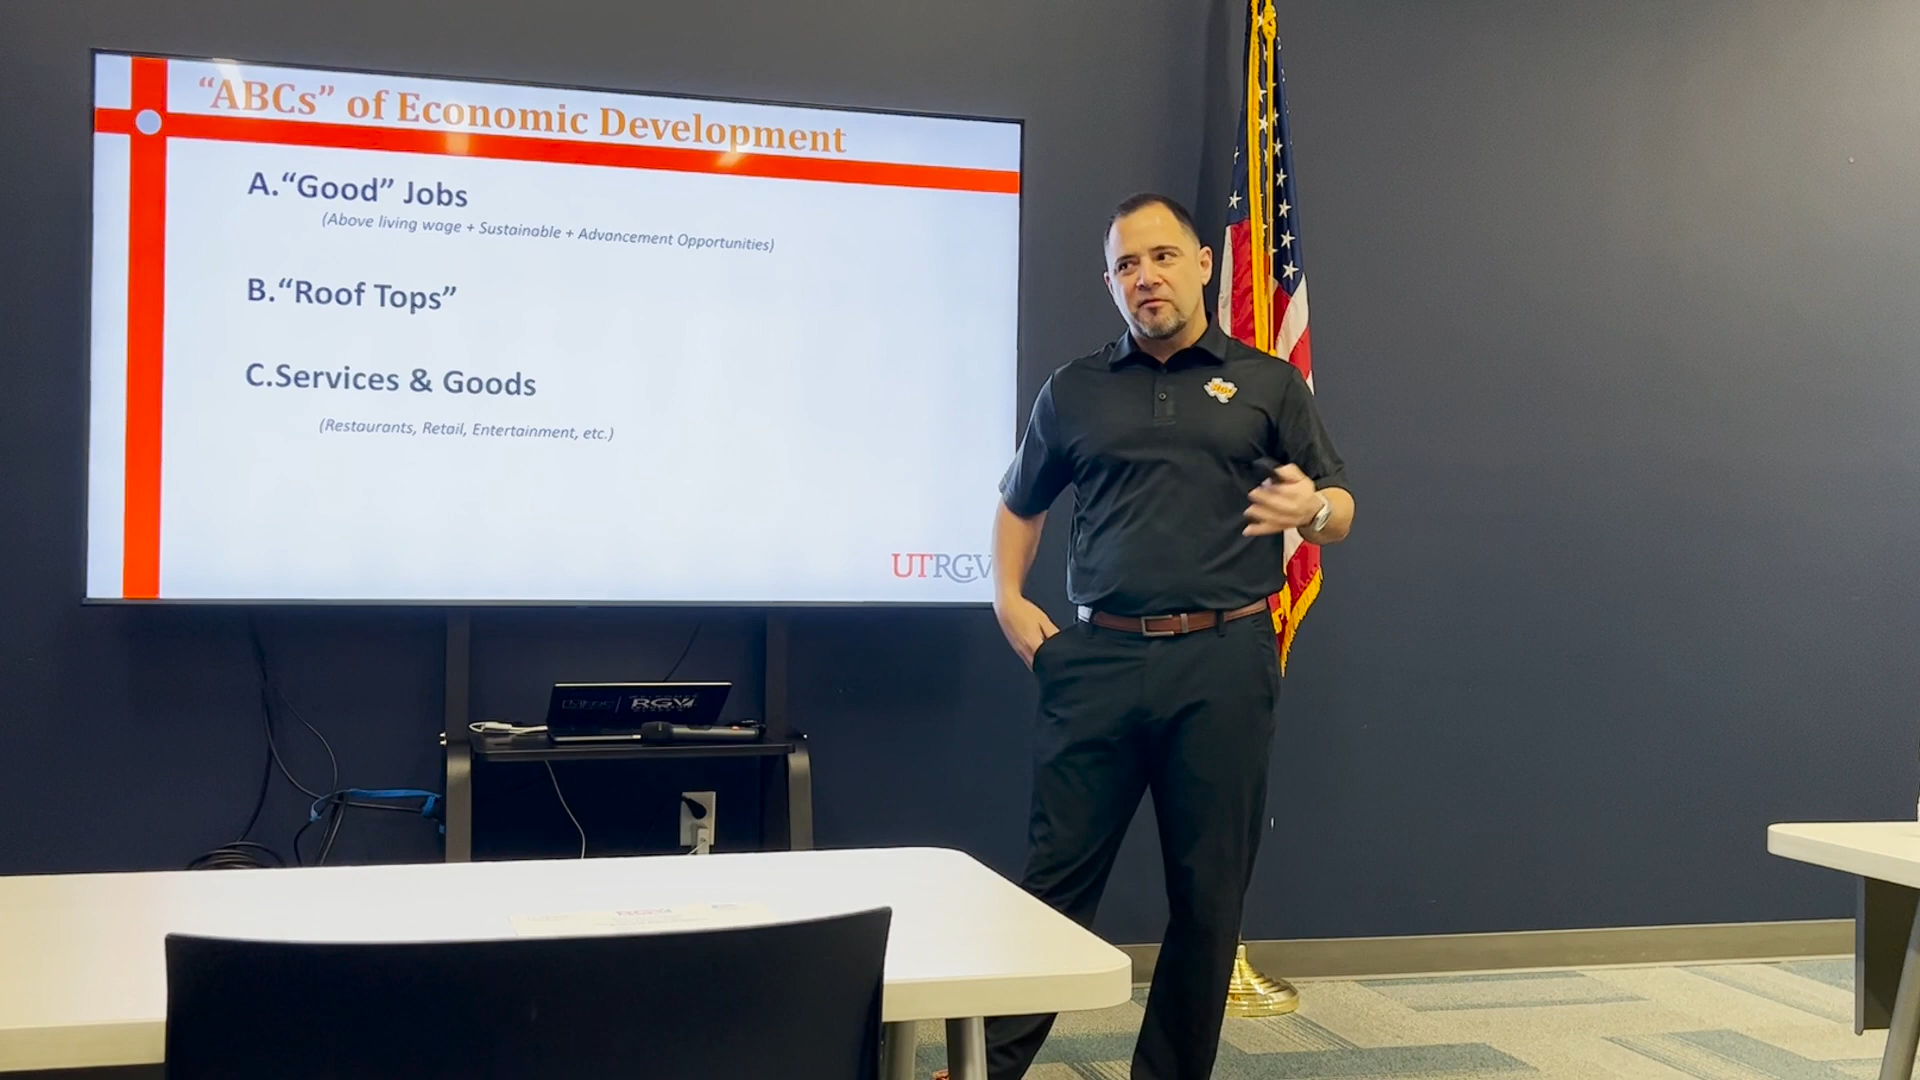 “ABCs” of Economic Development
A.“Good” Jobs
(Above living wage + Sustainable + Advancement Opportunities)
B.“Roof Tops”
C.Services & Goods
(Restaurants, Retail, Entertainment, etc.)
UTRGV
RGV